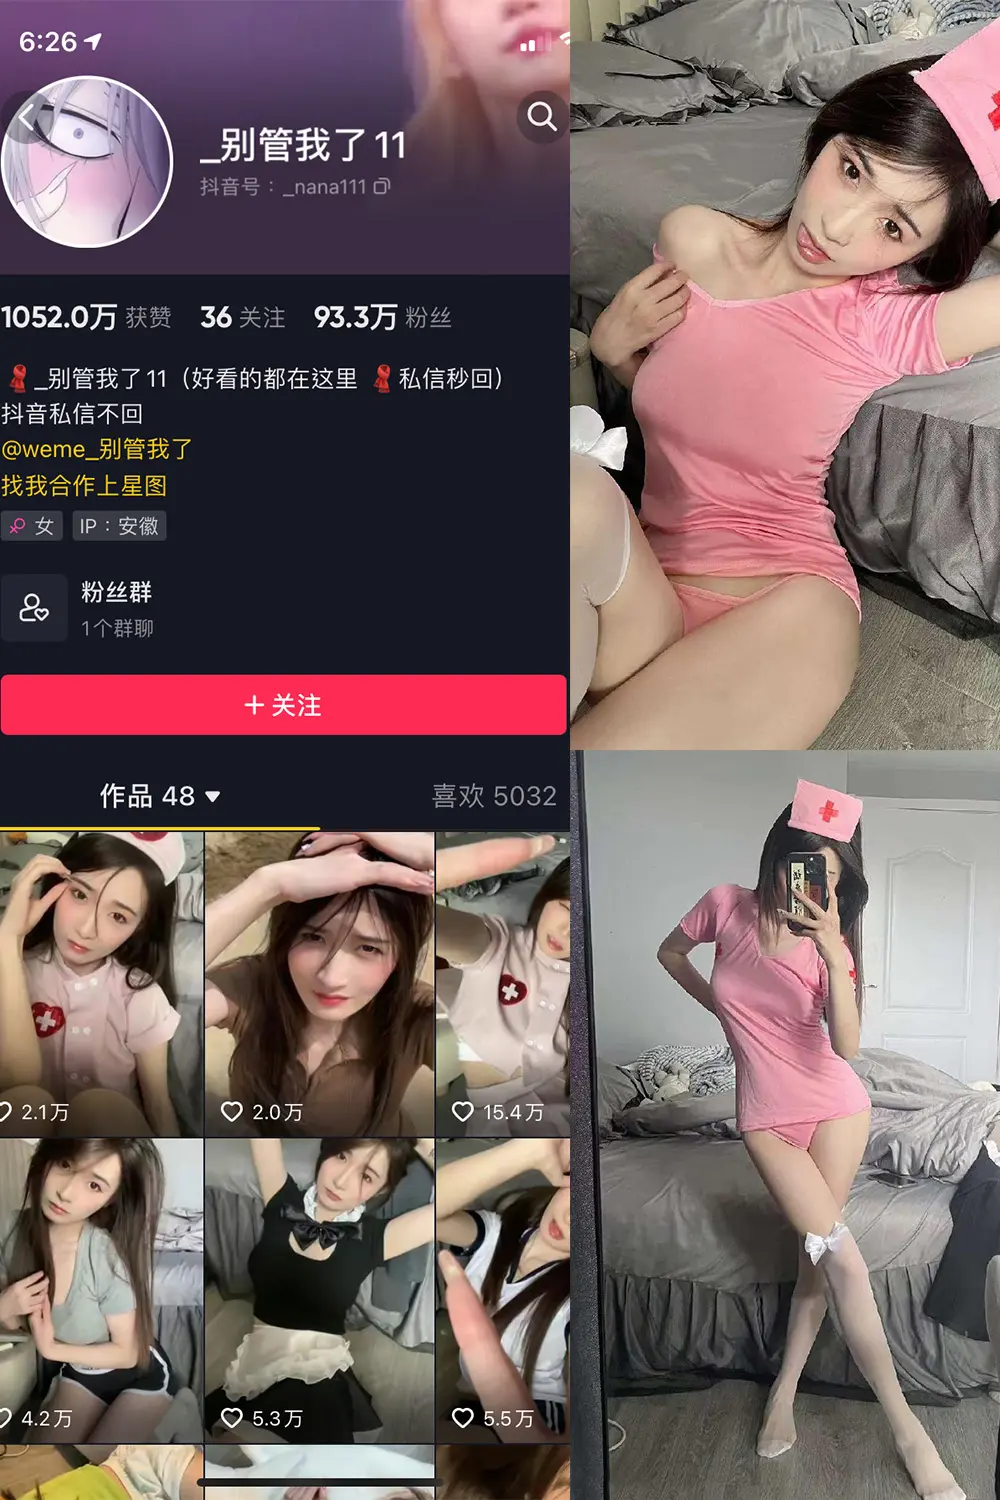 6:26
_别管我了 11
抖音号：_nana111
1052.0万 获赞 36 关注 93.3万 粉丝
_别管我了11（好看的都在这里 私信秒回）
抖音私信不回
@weme_别管我了
找我合作上星图
女 IP：安徽
粉丝群
1个群聊
+ 关注
作品 48 喜欢 5032
2.1万 2.0万 15.4万
4.2万 5.3万 5.5万